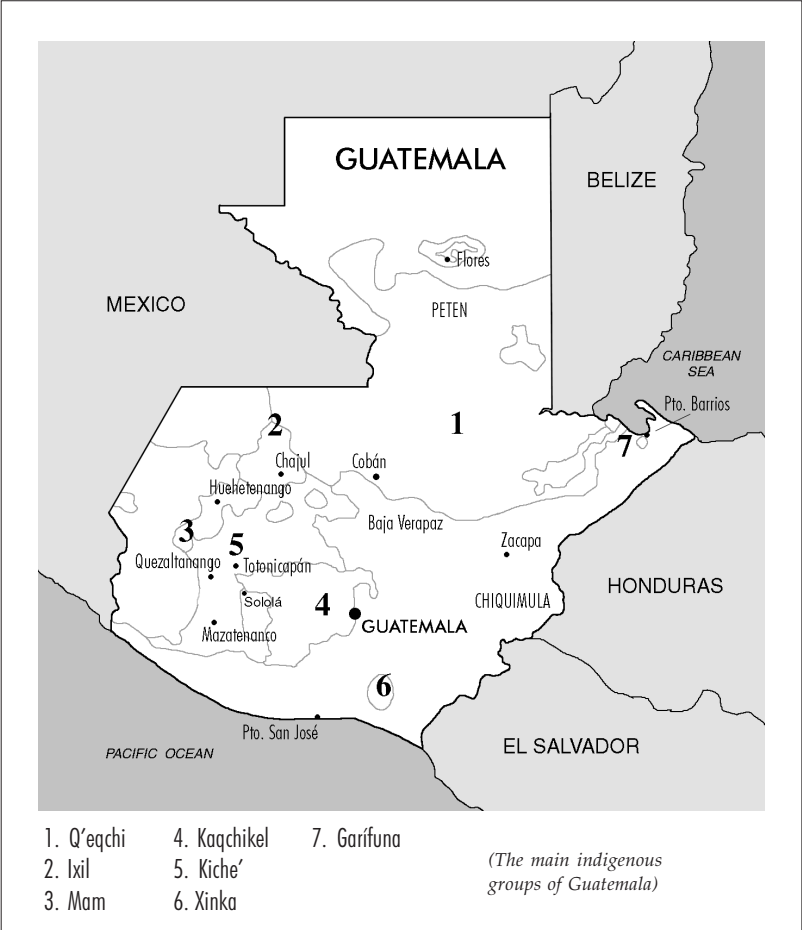 GUATEMALA
BELIZE
Flores
MEXICO
PETEN
CARIBBEAN
SEA
Pto. Barrios
1
2
7
Chajul
Cobán
Huehetenango
Baja Verapaz
3
5
Zacapa
Quezaltanango
Totonicapán
HONDURAS
Sololá
4
CHIQUIMULA
GUATEMALA
Mazatenanco
6
Pto. San José
EL SALVADOR
PACIFIC OCEAN
1. Q'eqchi
2. Ixil
3. Mam
4. Kaqchikel
5. Kiche'
6. Xinka
7. Garífuna
(The main indigenous
groups of Guatemala)